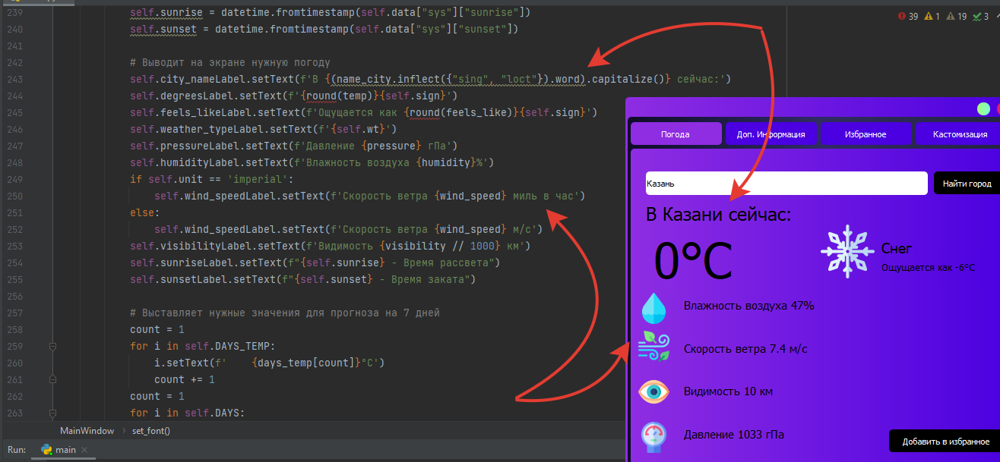 239 self.sunrise = datetime.fromtimestamp(self.data["sys"]["sunrise"])
240 self.sunset = datetime.fromtimestamp(self.data["sys"]["sunset"])
241
242 # Выводит на экране нужную погоду
243 self.city_nameLabel.setText(f'В {(name_city.inflect({"sing", "loct"}).word).capitalize()} сейчас:')
244 self.degreesLabel.setText(f'{round(temp)}{self.sign}')
245 self.feels_likeLabel.setText(f'Ощущается как {round(feels_like)}{self.sign}')
246 self.weather_typeLabel.setText(f'{self.wt}')
247 self.pressureLabel.setText(f'Давление {pressure} гПа')
248 self.humidityLabel.setText(f'Влажность воздуха {humidity}%')
249 if self.unit == 'imperial':
250 self.wind_speedLabel.setText(f'Скорость ветра {wind_speed} миль в час')
251 else:
252 self.wind_speedLabel.setText(f'Скорость ветра {wind_speed} м/с')
253 self.visibilityLabel.setText(f'Видимость {visibility // 1000} км')
254 self.sunriseLabel.setText(f"{self.sunrise} - Время рассвета")
255 self.sunsetLabel.setText(f"{self.sunset} - Время заката")
256
257 # Выставляет нужные значения для прогноза на 7 дней
258 count = 1
259 for i in self.DAYS_TEMP:
260 i.setText(f'    {days_temp[count]}°C')
261 count += 1
262 count = 1
263 for i in self.DAYS:
MainWindow › set_font()
Run: main
39 1 19 3
Погода Доп. Информация Избранное Кастомизация
Казань Найти город
В Казани сейчас:
0°C
Снег
Ощущается как -6°C
Влажность воздуха 47%
Скорость ветра 7.4 м/с
Видимость 10 км
Давление 1033 гПа
Добавить в избранное